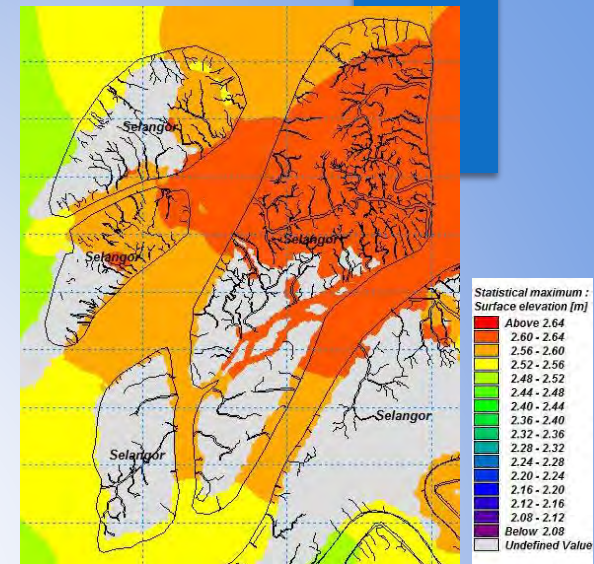 Selangor
Selangor
Selangor
Selangor
Selangor
Statistical maximum :
Surface elevation [m]
Above 2.64
2.60 - 2.64
2.56 - 2.60
2.52 - 2.56
2.48 - 2.52
2.44 - 2.48
2.40 - 2.44
2.36 - 2.40
2.32 - 2.36
2.28 - 2.32
2.24 - 2.28
2.20 - 2.24
2.16 - 2.20
2.12 - 2.16
2.08 - 2.12
Below 2.08
Undefined Value